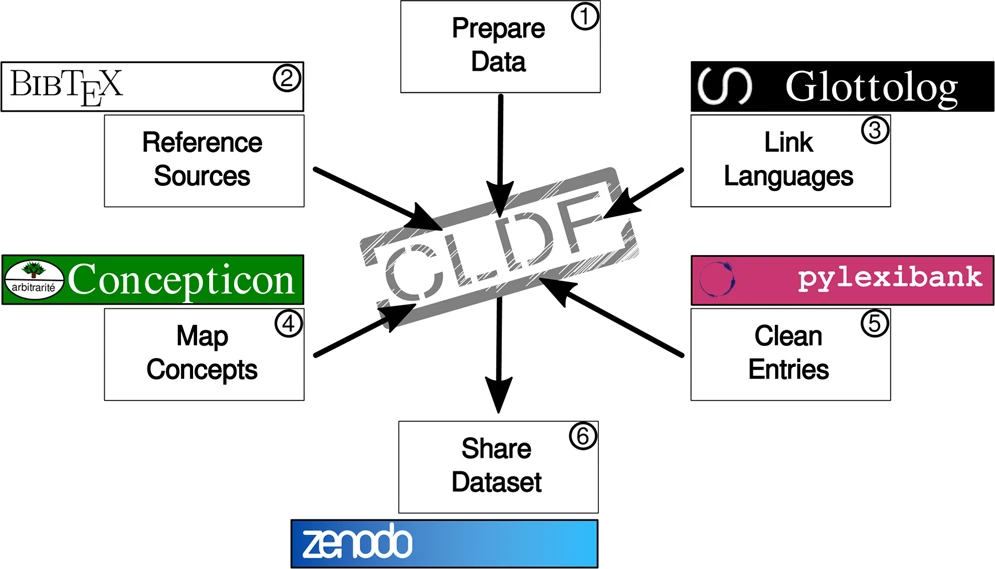 1
Prepare
Data
BIBTEX
2
Reference
Sources
Glottolog
3
Link
Languages
CLDF
arbitrarité
Concepticon
4
Map
Concepts
pylexibank
5
Clean
Entries
6
Share
Dataset
zenodo